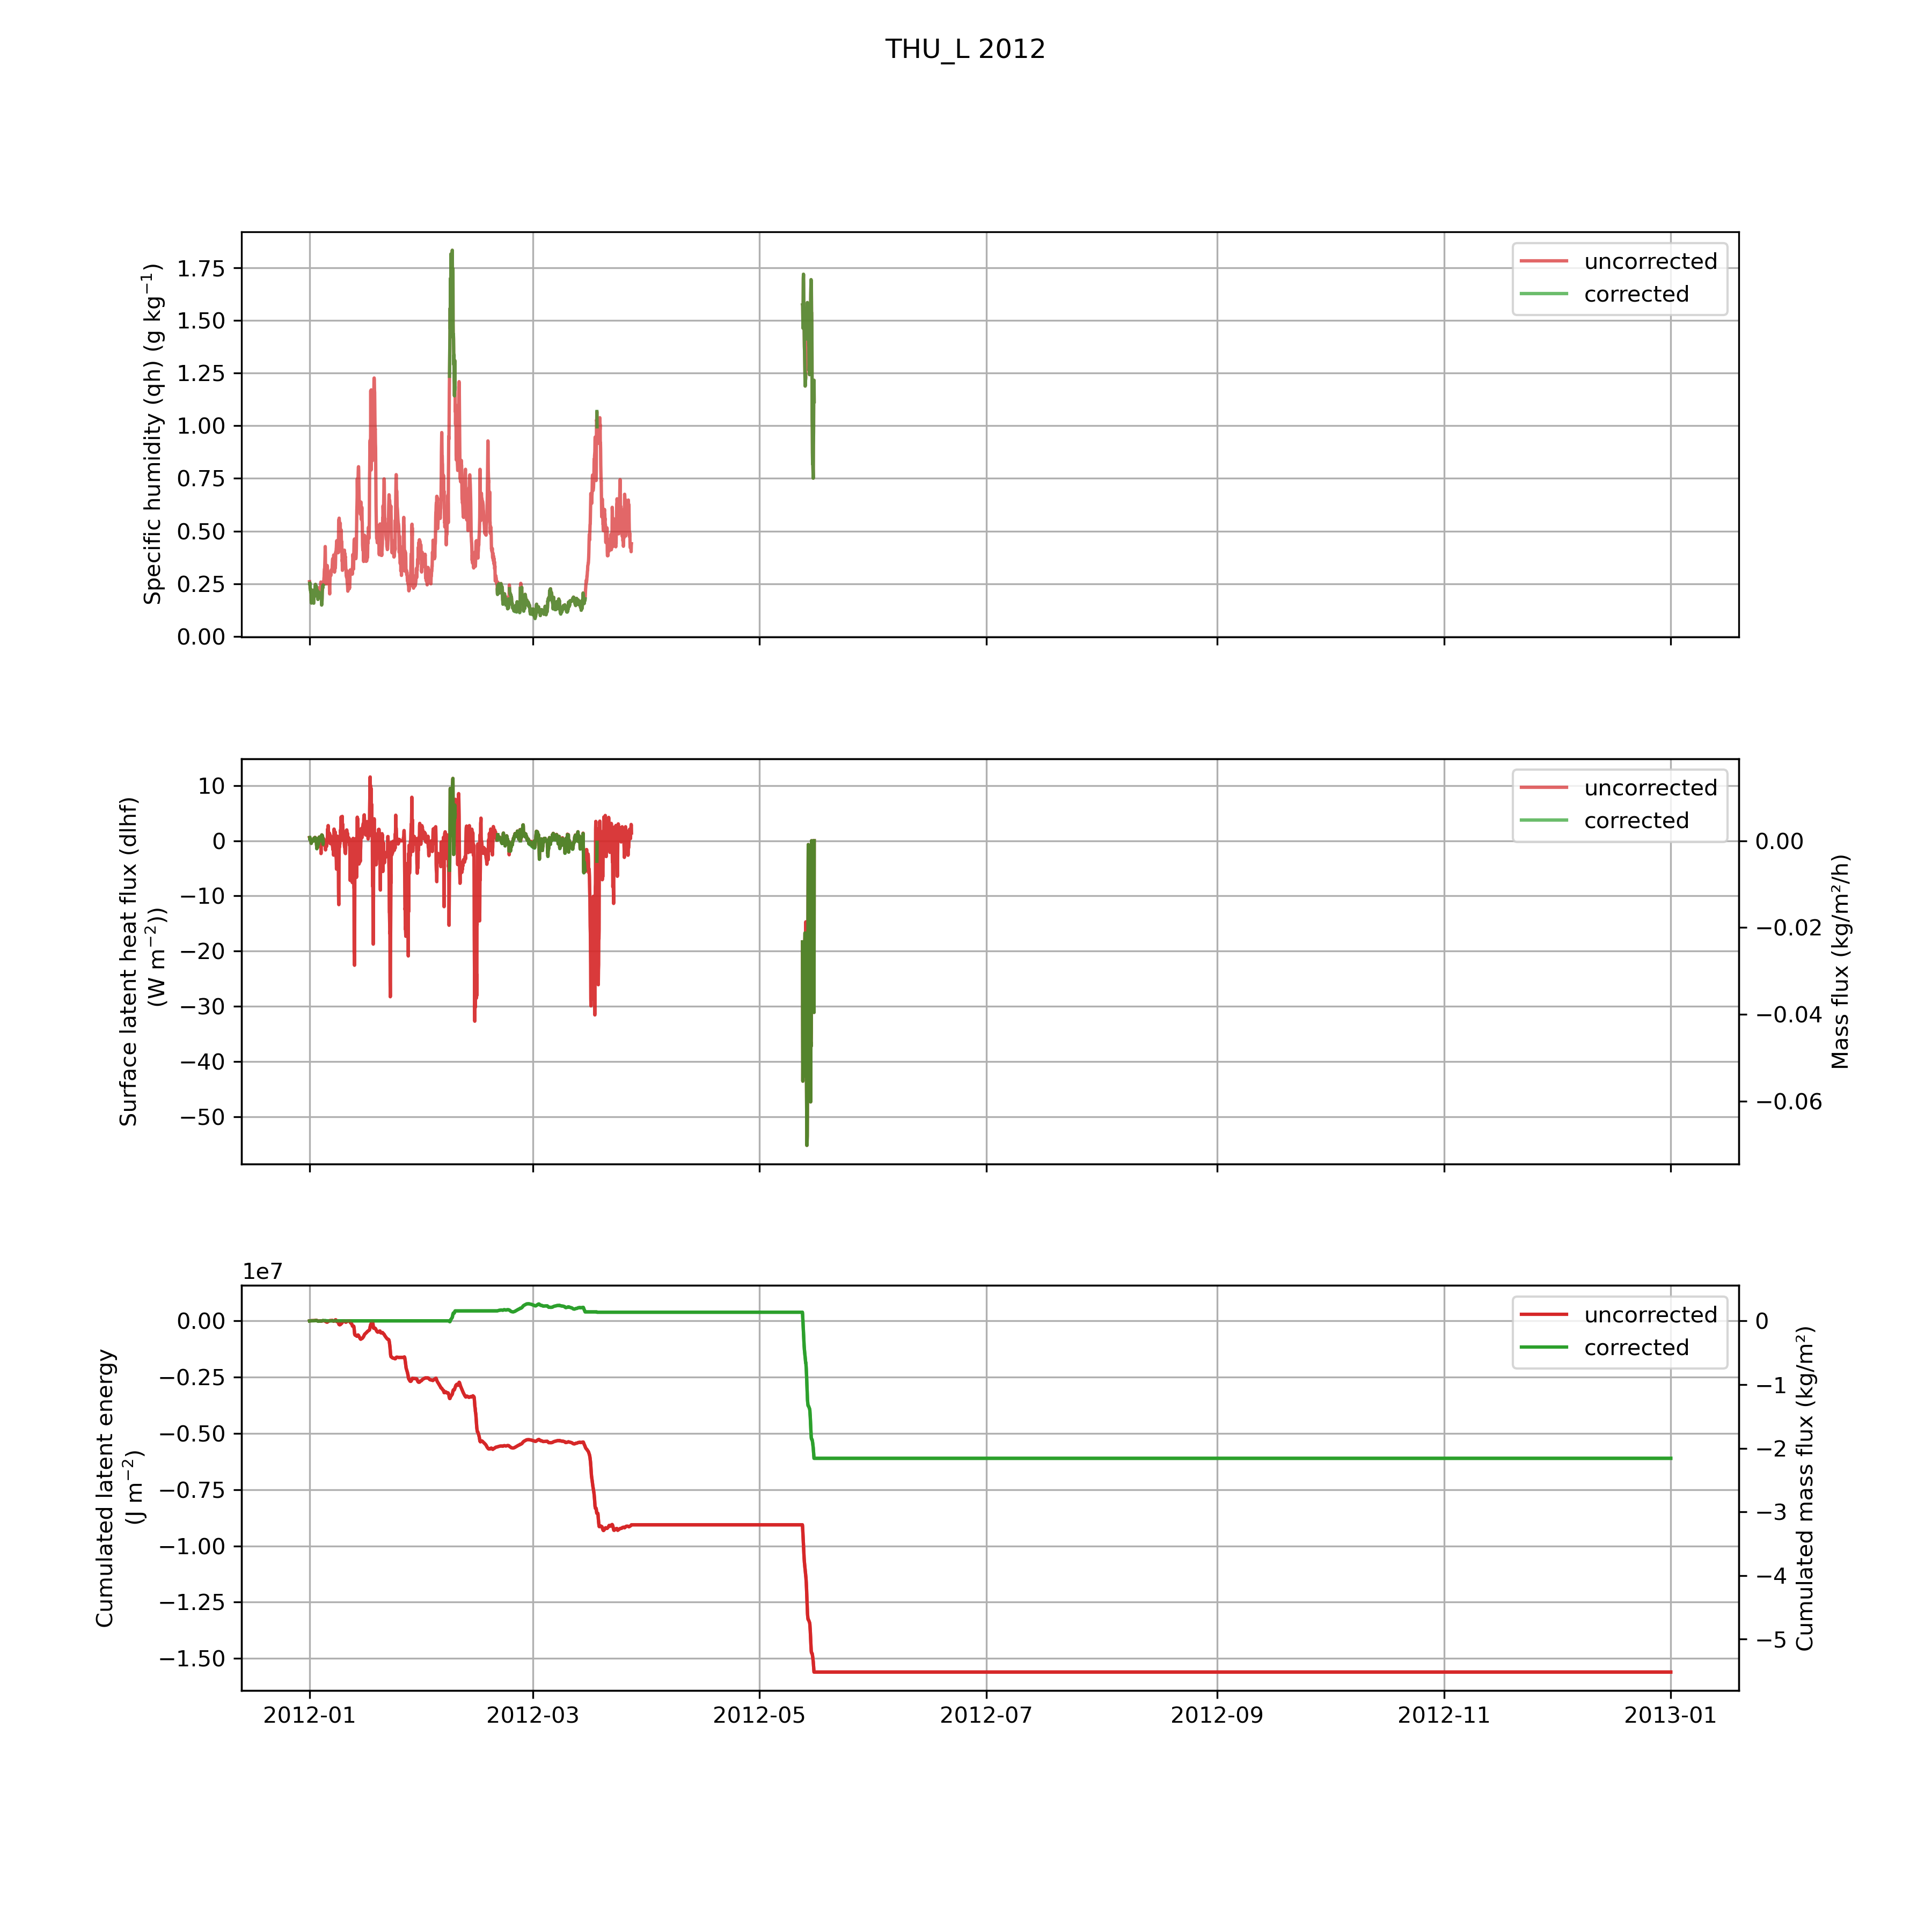 THU_L 2012
Specific humidity (qh) (g kg⁻¹)
1.75
1.50
1.25
1.00
0.75
0.50
0.25
0.00
uncorrected
corrected
Surface latent heat flux (dlhf)
(W m⁻²))
10
0
−10
−20
−30
−40
−50
uncorrected
corrected
0.00
−0.02
−0.04
−0.06
Mass flux (kg/m²/h)
1e7
Cumulated latent energy
(J m⁻²)
0.00
−0.25
−0.50
−0.75
−1.00
−1.25
−1.50
uncorrected
corrected
0
−1
−2
−3
−4
−5
Cumulated mass flux (kg/m²)
2012-01
2012-03
2012-05
2012-07
2012-09
2012-11
2013-01